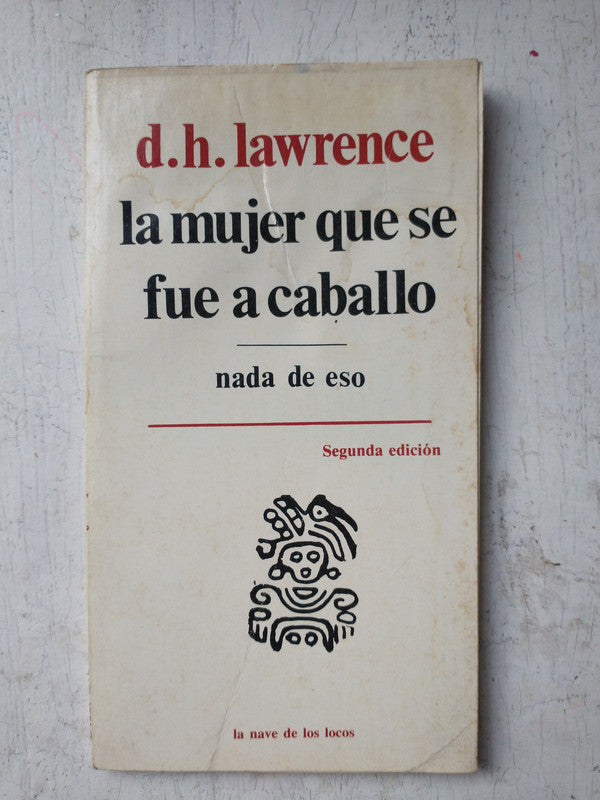 d.h. lawrence
la mujer que se
fue a caballo
nada de eso
Segunda edición
la nave de los locos